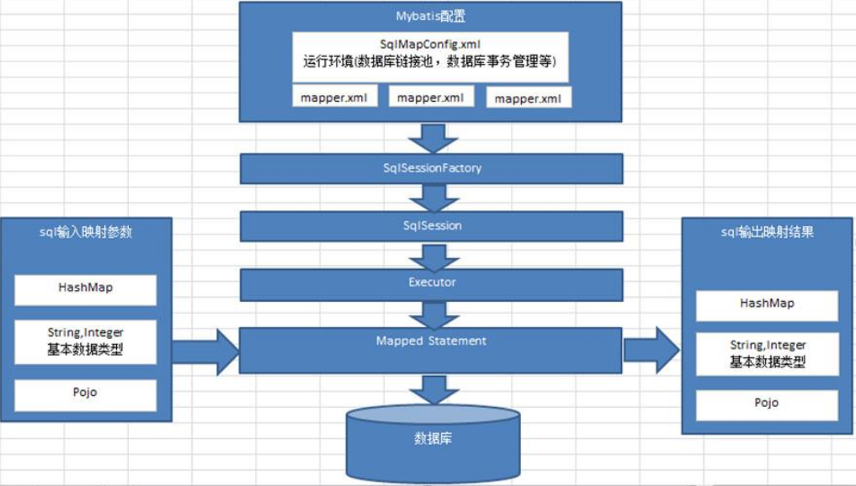 Mybatis配置
SqlMapConfig.xml
运行环境(数据库链接池，数据库事务管理等)
mapper.xml
mapper.xml
mapper.xml
SqlSessionFactory
SqlSession
Executor
Mapped Statement
数据库
sql输入映射参数
HashMap
String,Integer
基本数据类型
Pojo
sql输出映射结果
HashMap
String,Integer
基本数据类型
Pojo